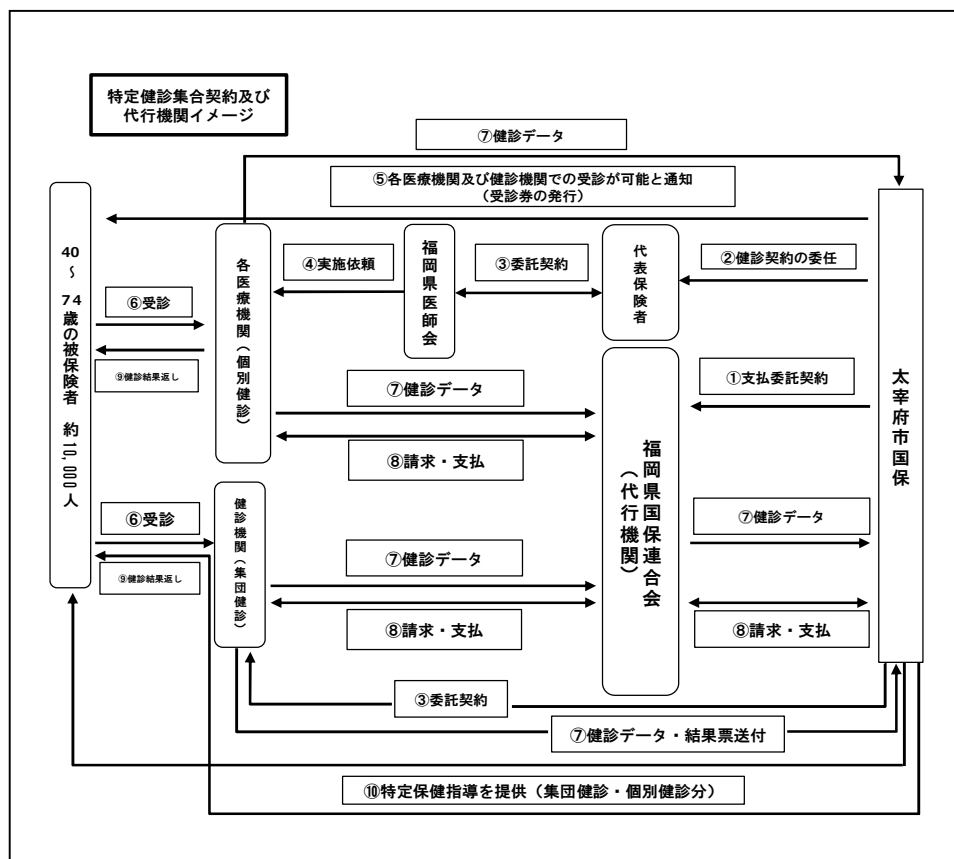 特定健診集合契約及び
代行機関イメージ
⑦健診データ
⑤各医療機関及び健診機関での受診が可能と通知
（受診券の発行）
40～74歳の被保険者 約10,000人
各医療機関（個別健診）
④実施依頼
福岡県医師会
③委託契約
代表保険者
②健診契約の委任
太宰府市国保
⑥受診
⑨健診結果返し
⑦健診データ
⑧請求・支払
①支払委託契約
福岡県国保連合会
（代行機関）
⑥受診
⑨健診結果返し
健診機関（集団健診）
⑦健診データ
⑧請求・支払
⑦健診データ
⑧請求・支払
③委託契約
⑦健診データ・結果票送付
⑩特定保健指導を提供（集団健診・個別健診分）